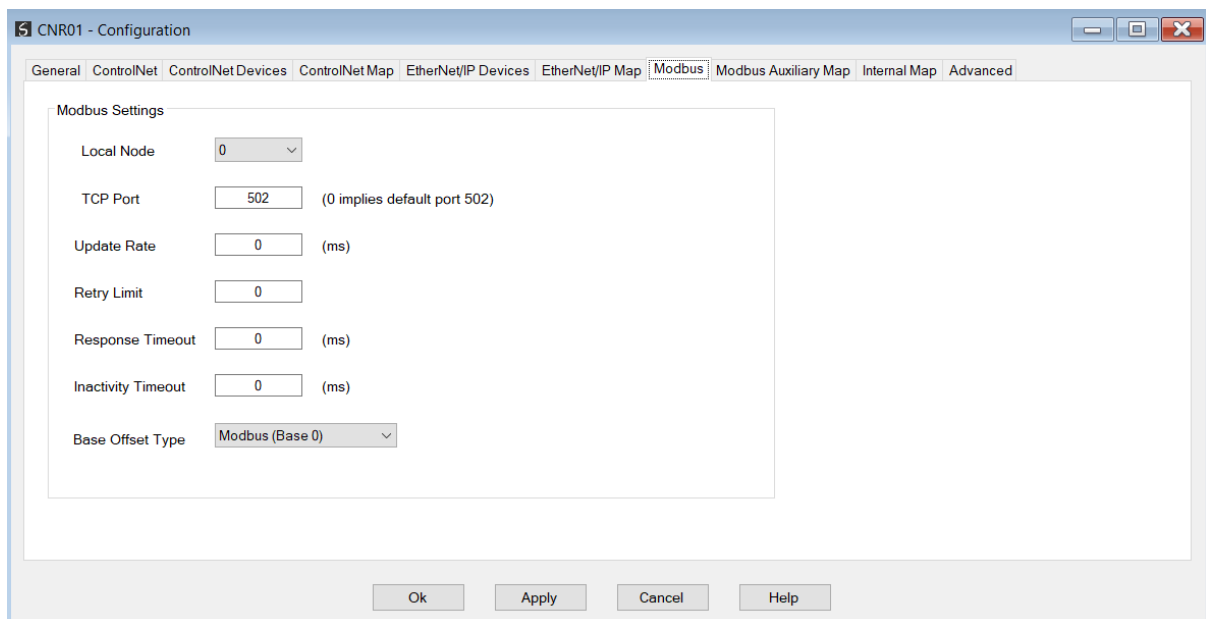 CNR01 - Configuration
General ControlNet ControlNet Devices ControlNet Map EtherNet/IP Devices EtherNet/IP Map Modbus Modbus Auxiliary Map Internal Map Advanced
Modbus Settings
Local Node 0
TCP Port 502 (0 implies default port 502)
Update Rate 0 (ms)
Retry Limit 0
Response Timeout 0 (ms)
Inactivity Timeout 0 (ms)
Base Offset Type Modbus (Base 0)
Ok Apply Cancel Help